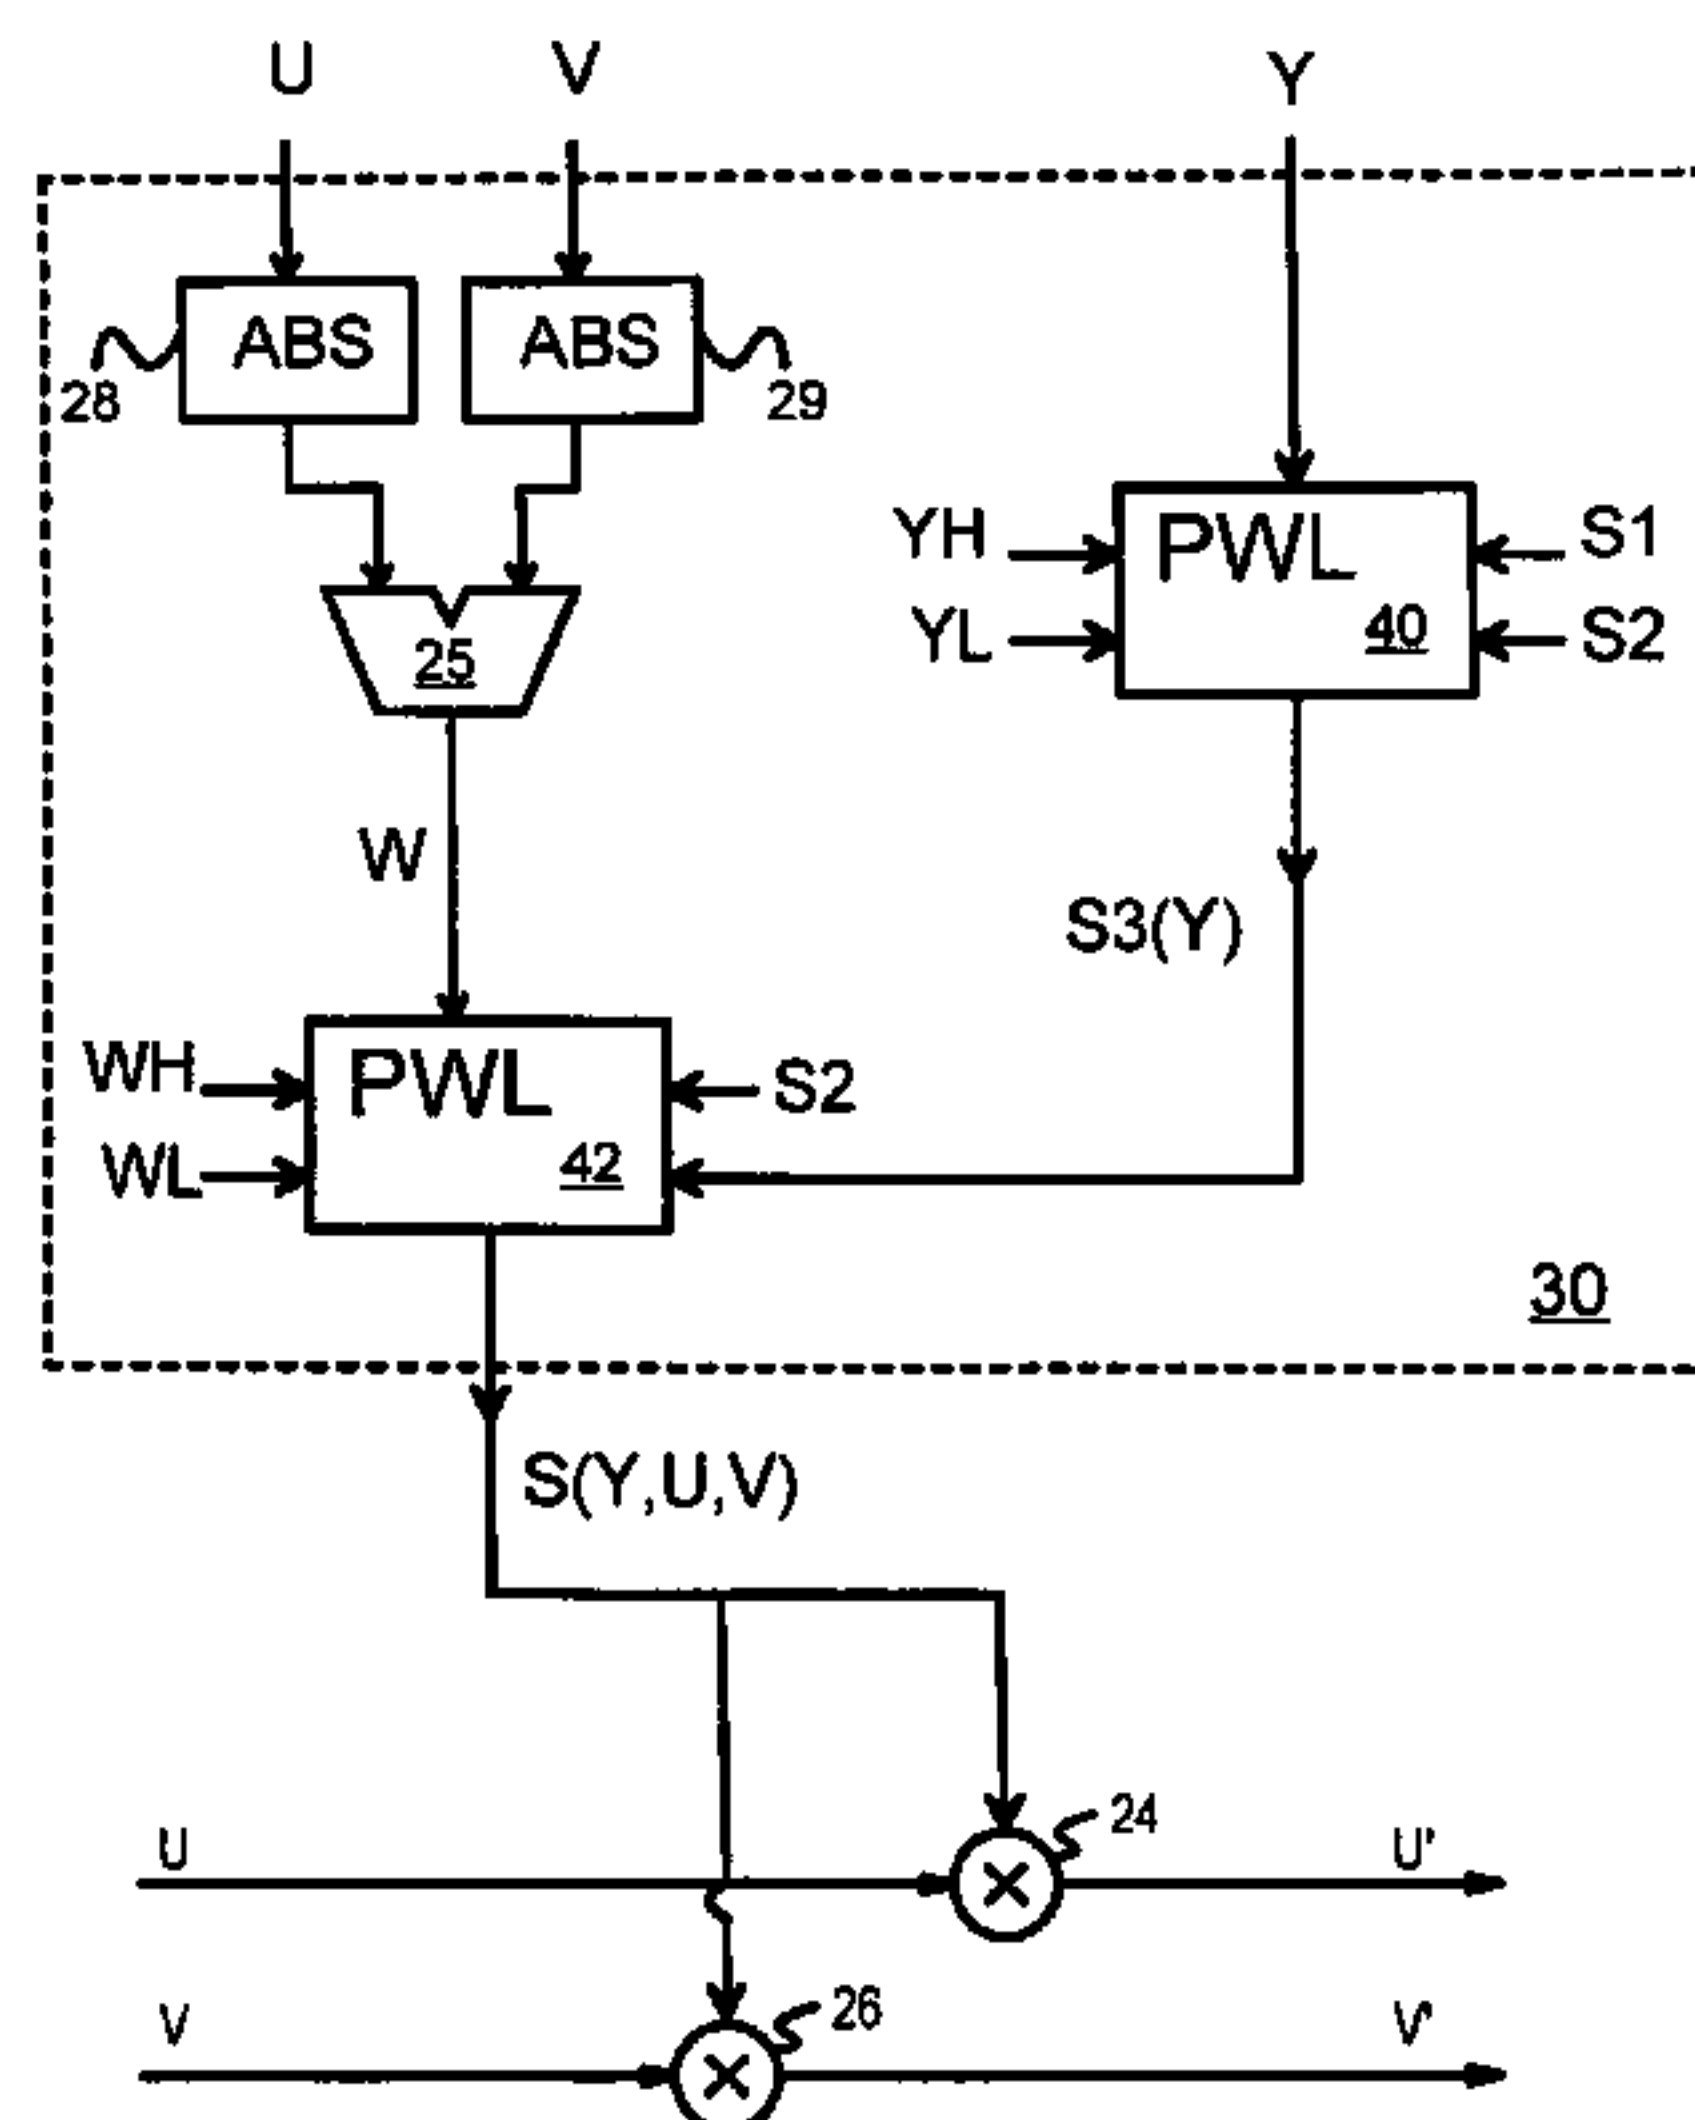 U V Y
ABS ABS
28 29
YH PWL S1
YL 40 S2
25
W
S3(Y)
WH PWL S2
WL 42
30
S(Y,U,V)
24
U U'
26
V V'